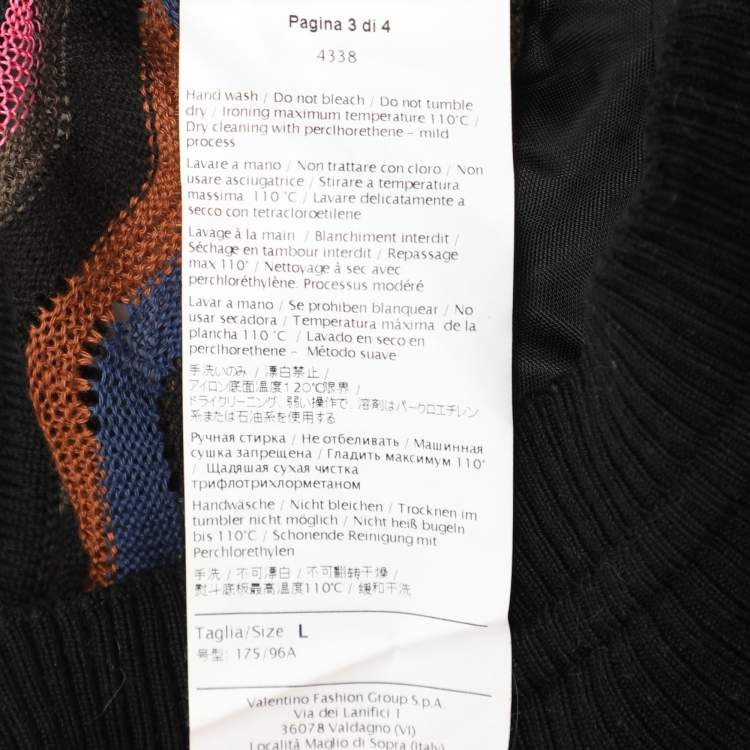 Pagina 3 di 4
4338
Hand wash / Do not bleach / Do not tumble
dry / Ironing maximum temperature 110°C /
Dry cleaning with perclhorethene – mild
process
Lavare a mano / Non trattare con cloro / Non
usare asciugatrice / Stirare a temperatura
massima 110 °C / Lavare delicatamente a
secco con tetracloroetilene
Lavage à la main / Blanchiment interdit /
Séchage en tambour interdit / Repassage
max 110° / Nettoyage à sec avec
perchloréthylène. Processus modéré
Lavar a mano / Se prohiben blanquear / No
usar secadora / Temperatura máxima de la
plancha 110 °C / Lavado en seco en
perclhorethene – Método suave
手洗いのみ / 漂白禁止 /
アイロン底面温度120℃限界 /
ドライクリーニング、弱い操作で、溶剤はパークロエチレン
系または石油系を使用する
Ручная стирка / Не отбеливать / Машинная
сушка запрещена / Гладить максимум 110°
/ Щадяшая сухая чистка
трифлотрихлорметаном
Handwäsche / Nicht bleichen / Trocknen im
tumbler nicht möglich / Nicht heiß bugeln
bis 110°C / Schonende Reinigung mit
Perchlorethylen
手洗 / 不可漂白 / 不可翻转干燥 /
熨斗底板最高温度110℃ / 缓和干洗
Taglia/Size L
号型: 175/96A
Valentino Fashion Group S.p.A.
Via dei Lanifici 1
36078 Valdagno (VI)
Località Maglio di Sopra (Italy)